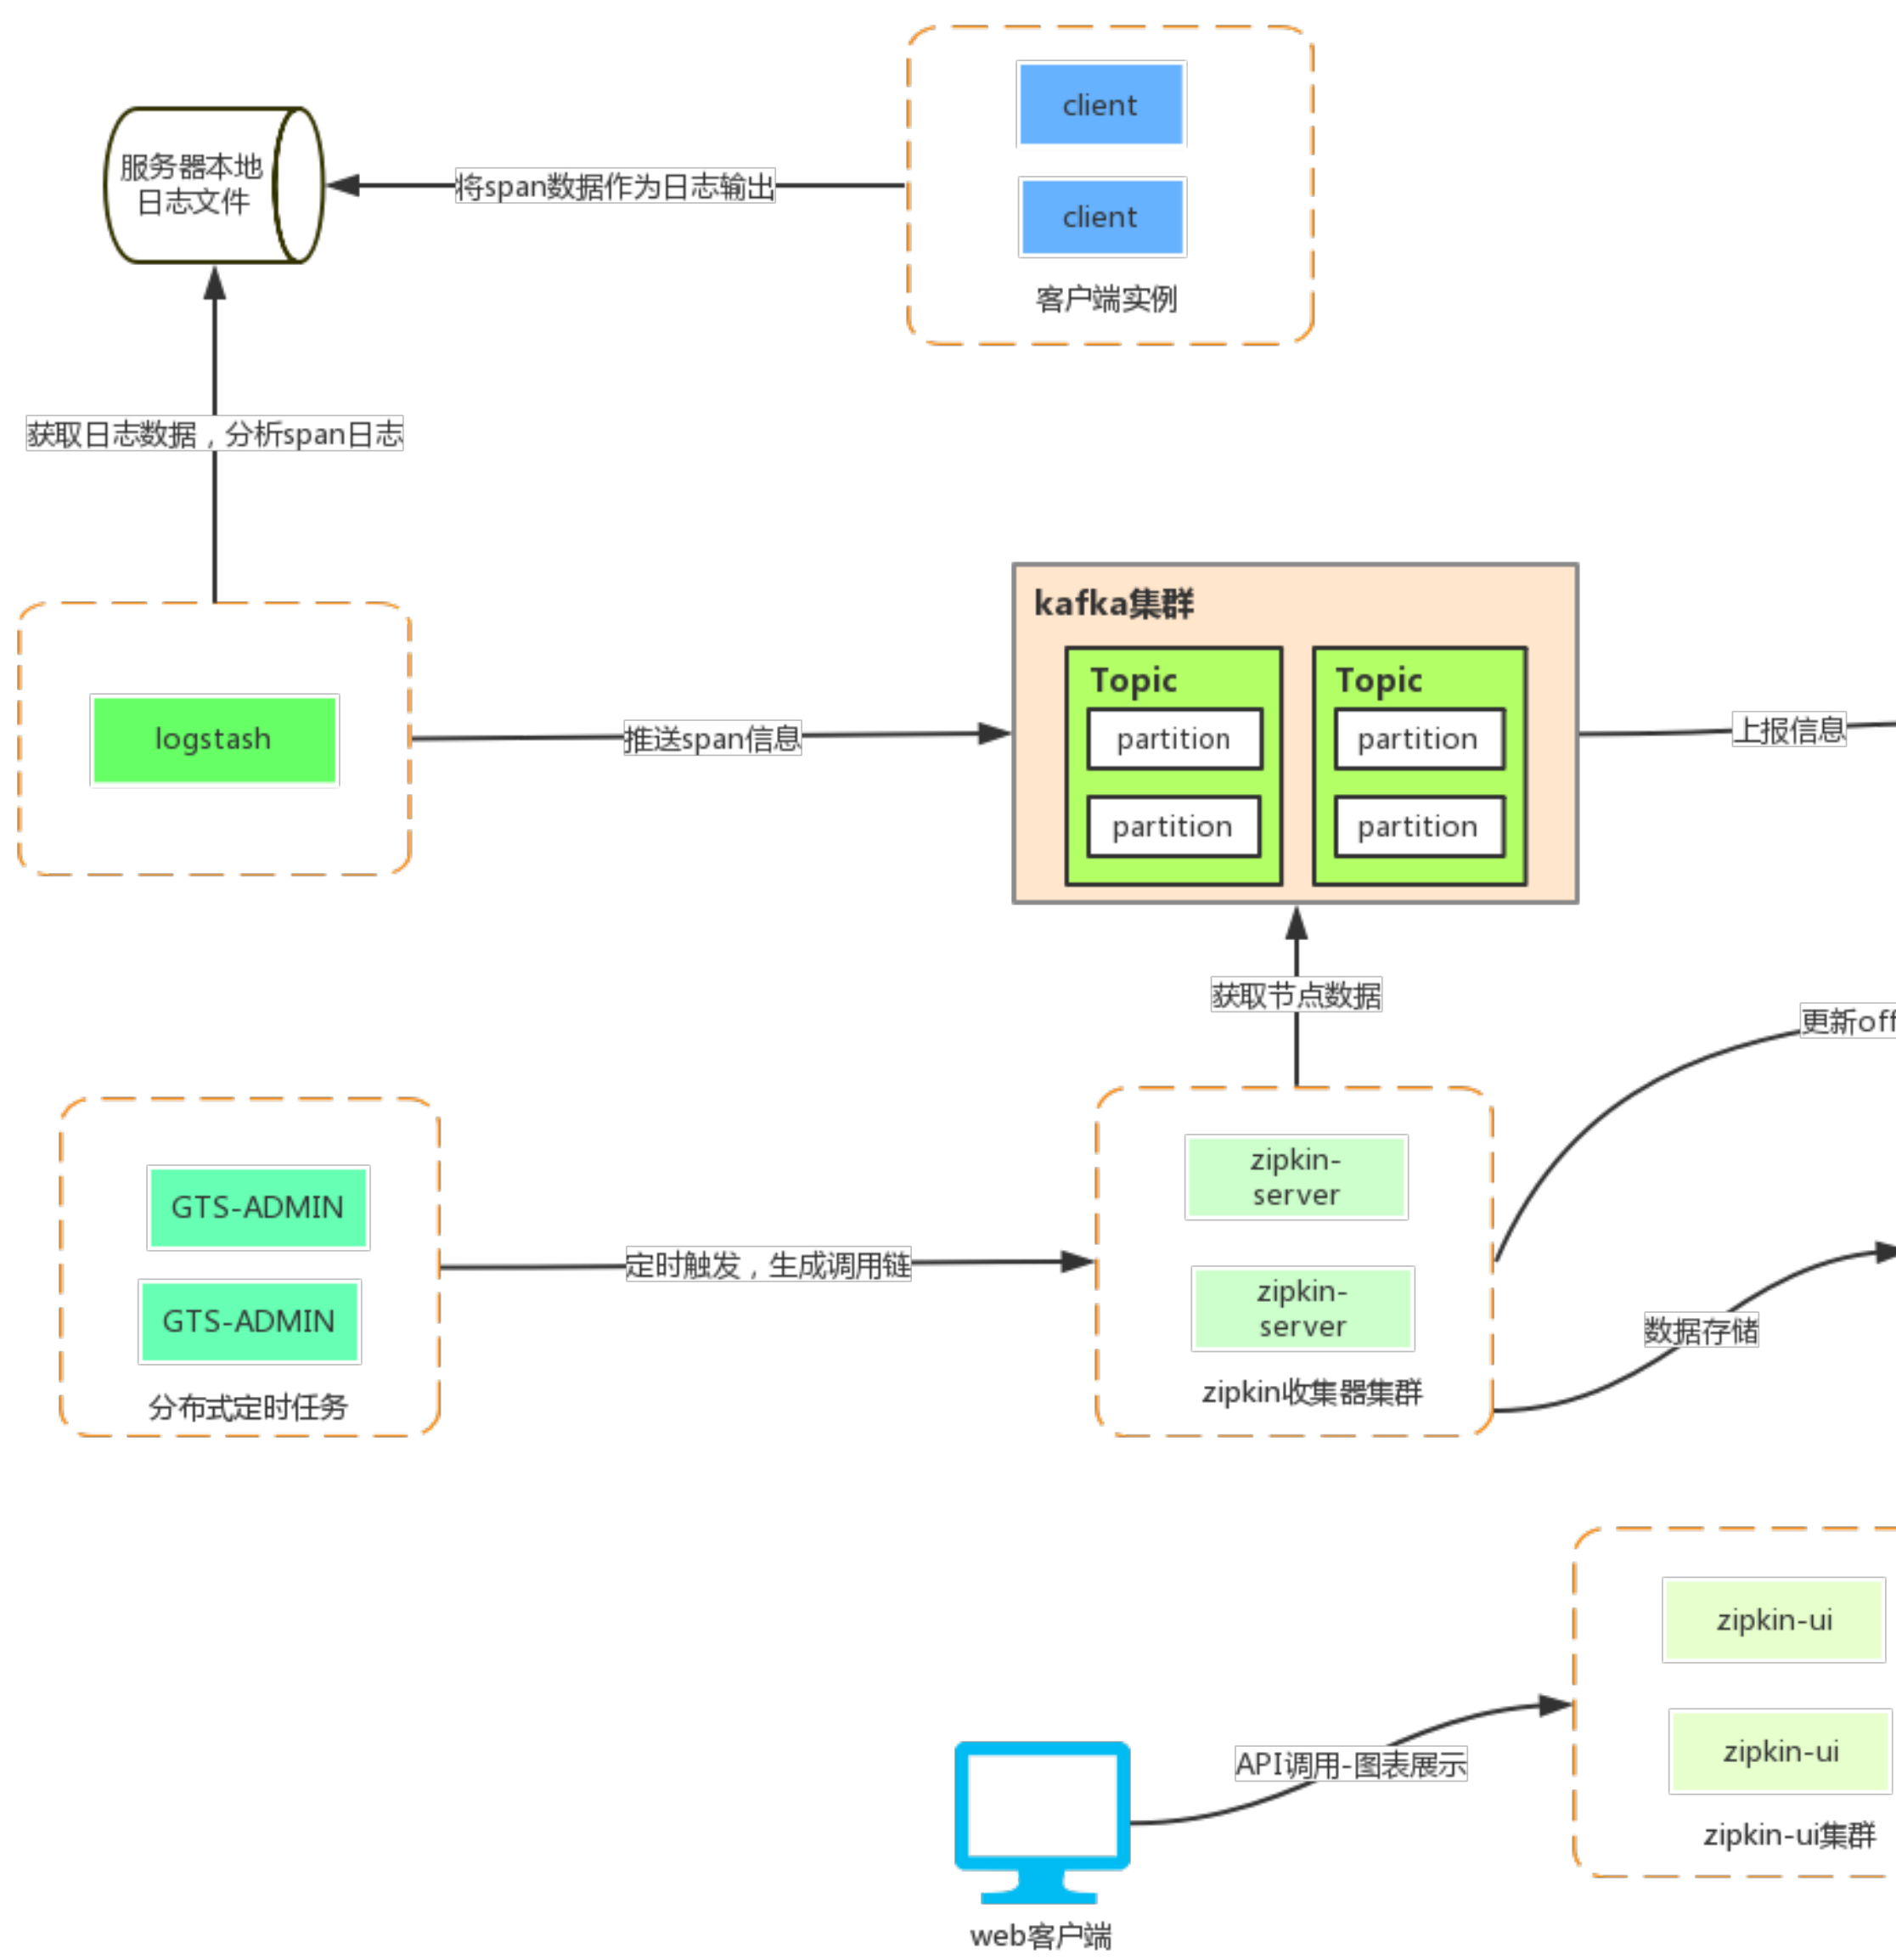 client
client
客户端实例
服务器本地
日志文件
将span数据作为日志输出
获取日志数据，分析span日志
logstash
推送span信息
kafka集群
Topic
partition
partition
Topic
partition
partition
上报信息
获取节点数据
更新off
GTS-ADMIN
GTS-ADMIN
分布式定时任务
定时触发，生成调用链
zipkin-
server
zipkin-
server
zipkin收集器集群
数据存储
zipkin-ui
zipkin-ui
zipkin-ui集群
API调用-图表展示
web客户端